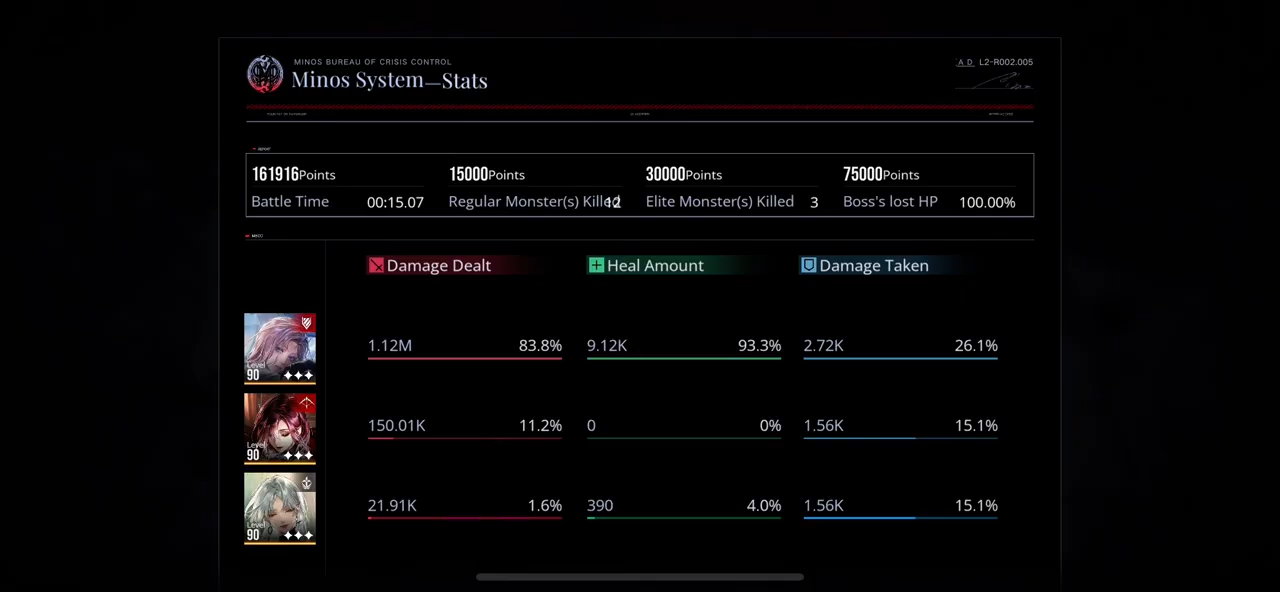 MINOS BUREAU OF CRISIS CONTROL
Minos System—Stats
A D L2-R002.005
161916Points
Battle Time 00:15.07
15000Points
Regular Monster(s) Killed 12
30000Points
Elite Monster(s) Killed 3
75000Points
Boss's lost HP 100.00%
Damage Dealt Heal Amount Damage Taken
1.12M 83.8% 9.12K 93.3% 2.72K 26.1%
Level
90
150.01K 11.2% 0 0% 1.56K 15.1%
Level
90
21.91K 1.6% 390 4.0% 1.56K 15.1%
Level
90